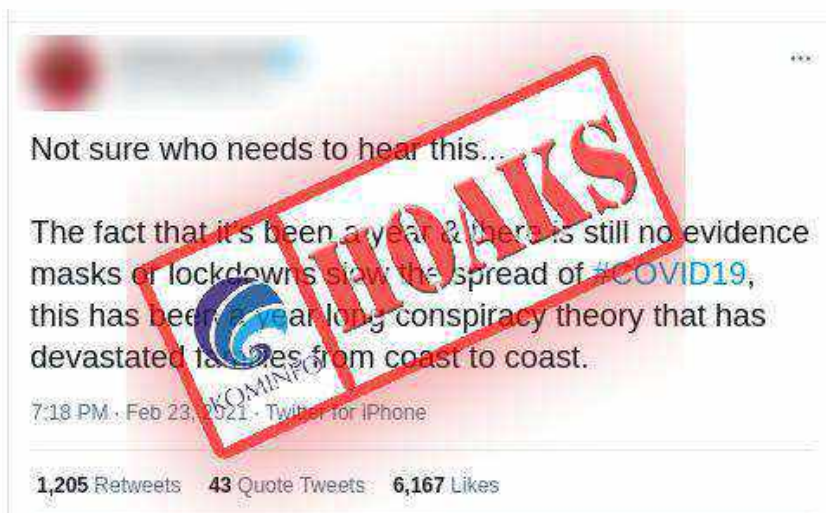 ...
Not sure who needs to hear this...
The fact that it's been a year & there is still no evidence
masks or lockdowns slow the spread of #COVID19,
this has been a year long conspiracy theory that has
devastated families from coast to coast.
7:18 PM · Feb 23, 2021 · Twitter for iPhone
1,205 Retweets 43 Quote Tweets 6,167 Likes
HOAKS
KOMINFO